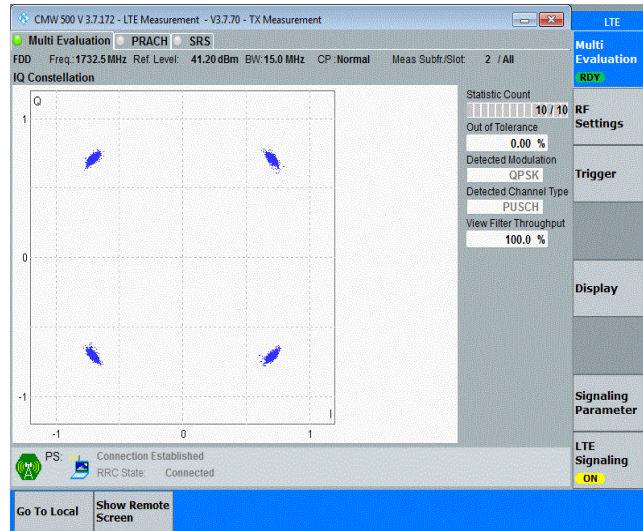 CMW 500 V 3.7.172 - LTE Measurement - V3.7.70 - TX Measurement
LTE
Multi Evaluation PRACH SRS
FDD Freq.:1732.5 MHz Ref. Level: 41.20 dBm BW:15.0 MHz CP :Normal Meas Subfr./Slot: 2 / All
IQ Constellation
Q
1
0
-1
-1 0 1
I
Statistic Count
10 / 10
Out of Tolerance
0.00 %
Detected Modulation
QPSK
Detected Channel Type
PUSCH
View Filter Throughput
100.0 %
PS:
Connection Established
RRC State: Connected
Multi
Evaluation
RDY
RF
Settings
Trigger
Display
Signaling
Parameter
LTE
Signaling
ON
Go To Local
Show Remote
Screen